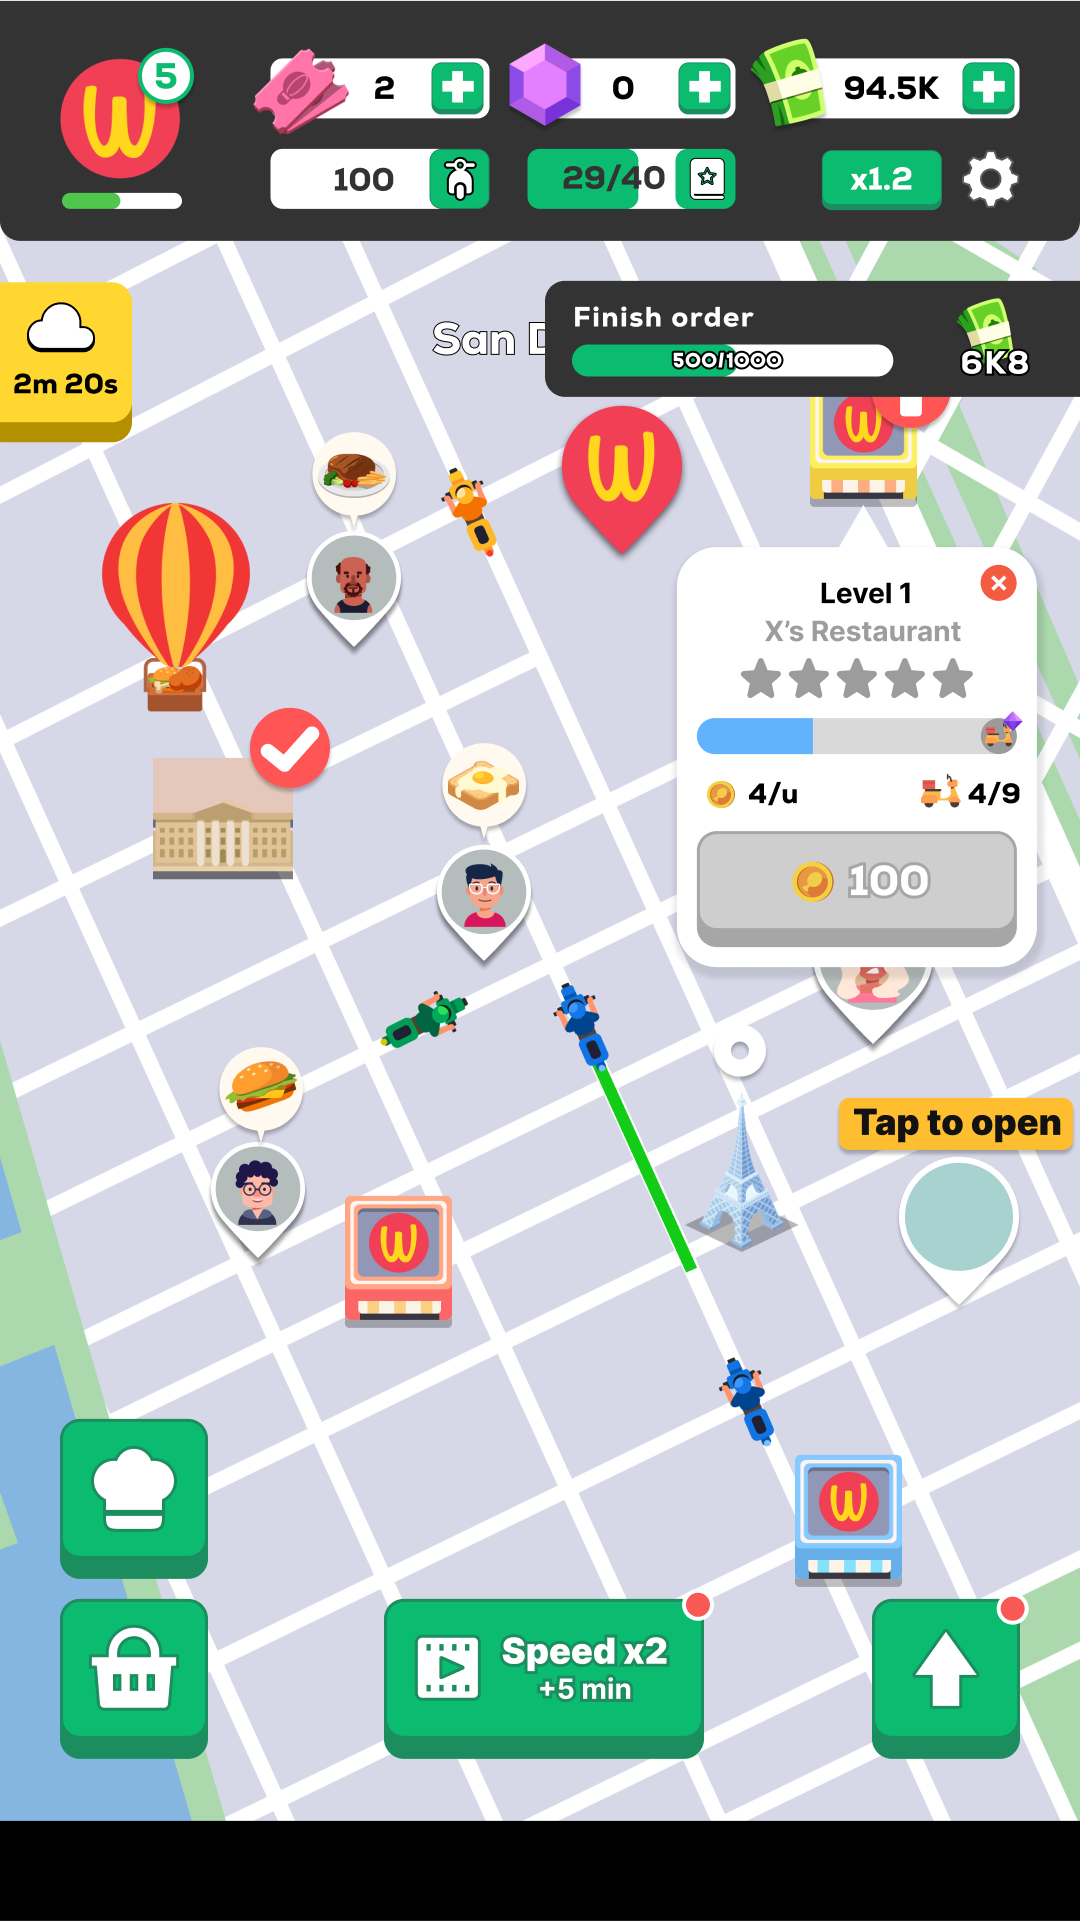 5
2
0
94.5K
100
29/40
x1.2
2m 20s
San D
Finish order
500/1000
6K8
Level 1
X's Restaurant
4/u
4/9
100
Tap to open
Speed x2
+5 min